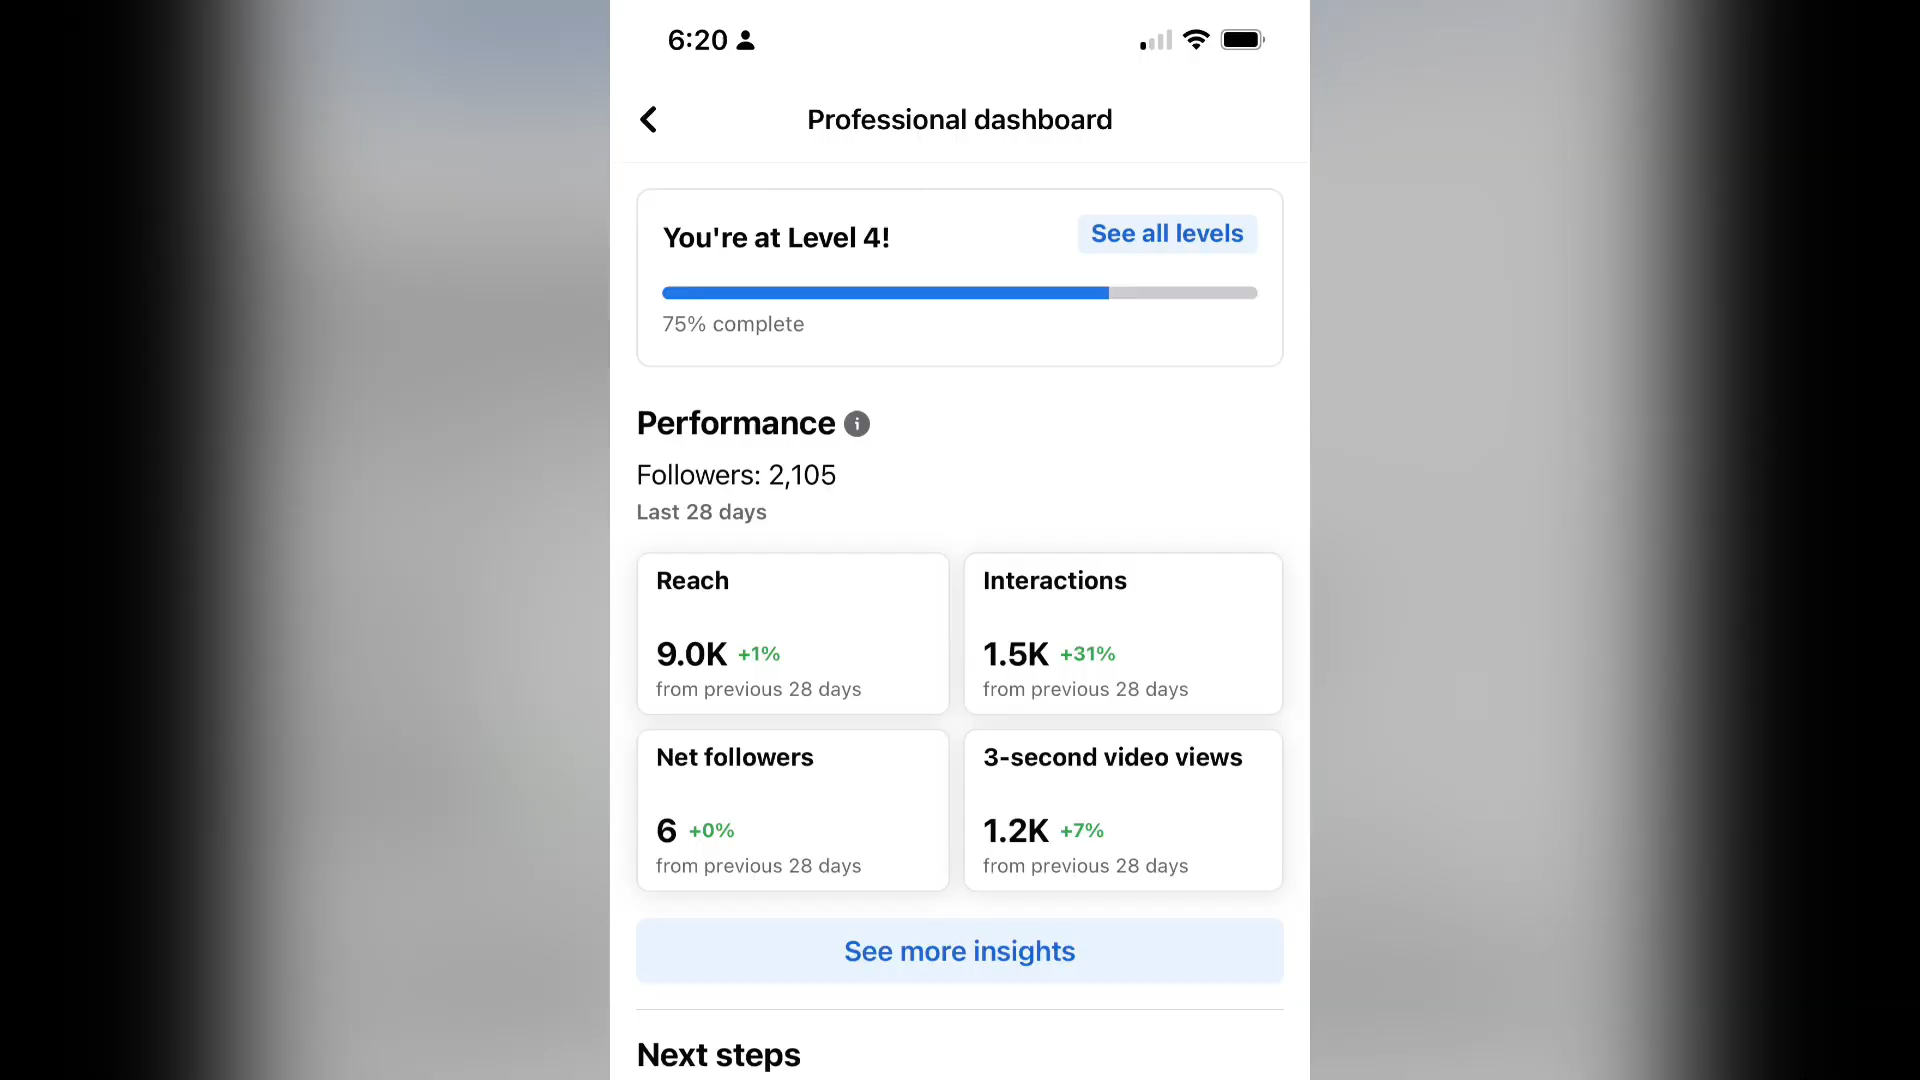 6:20
Professional dashboard
You're at Level 4!
See all levels
75% complete
Performance
Followers: 2,105
Last 28 days
Reach
9.0K +1%
from previous 28 days
Interactions
1.5K +31%
from previous 28 days
Net followers
6 +0%
from previous 28 days
3-second video views
1.2K +7%
from previous 28 days
See more insights
Next steps